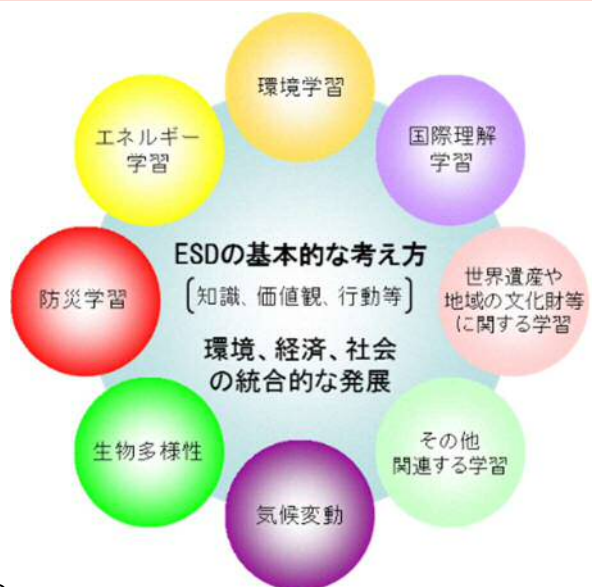 環境学習
国際理解
学習
世界遺産や
地域の文化財等
に関する学習
その他
関連する学習
気候変動
生物多様性
防災学習
エネルギー
学習
ESDの基本的な考え方
[知識、価値観、行動等]
環境、経済、社会
の統合的な発展